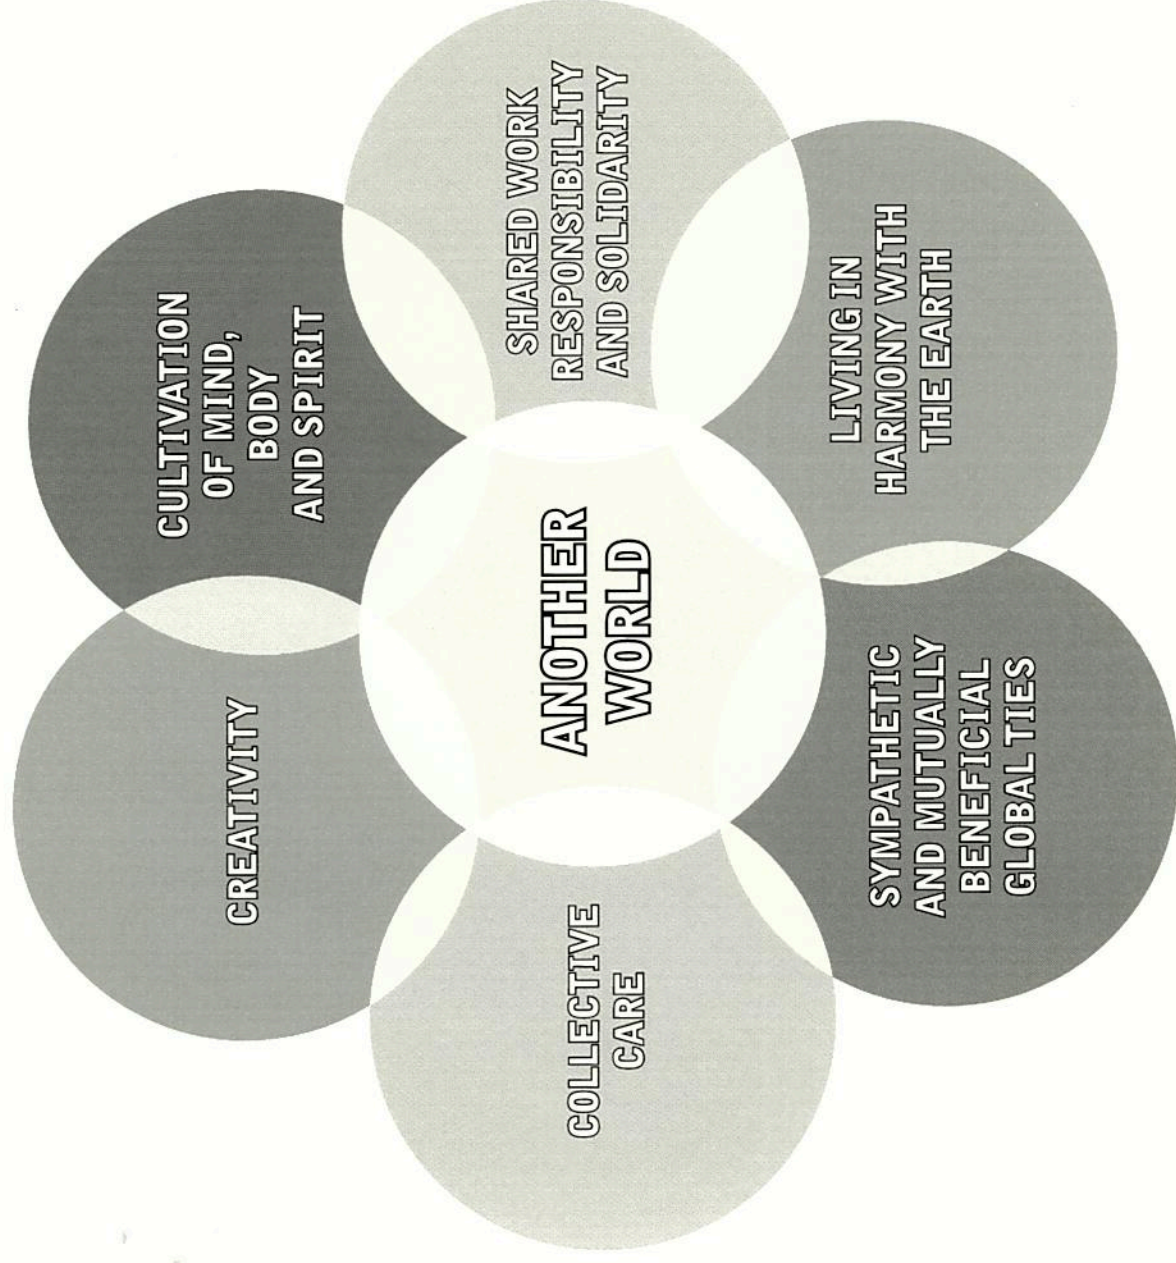 CREATIVITY
CULTIVATION
OF MIND,
BODY
AND SPIRIT
COLLECTIVE
CARE
ANOTHER
WORLD
SHARED WORK
RESPONSIBILITY
AND SOLIDARITY
SYMPATHETIC
AND MUTUALLY
BENEFICIAL
GLOBAL TIES
LIVING IN
HARMONY WITH
THE EARTH